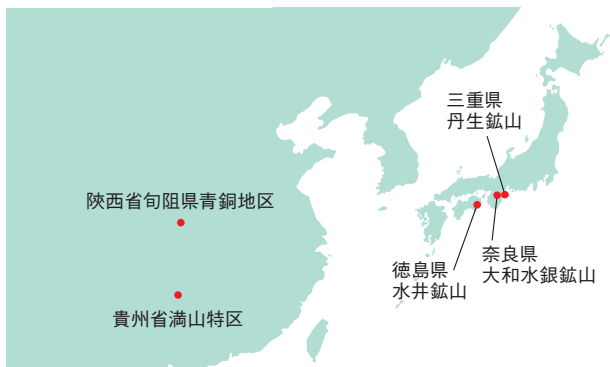 三重県
丹生鉱山
陝西省旬阻県青銅地区
奈良県
大和水銀鉱山
徳島県
水井鉱山
貴州省満山特区